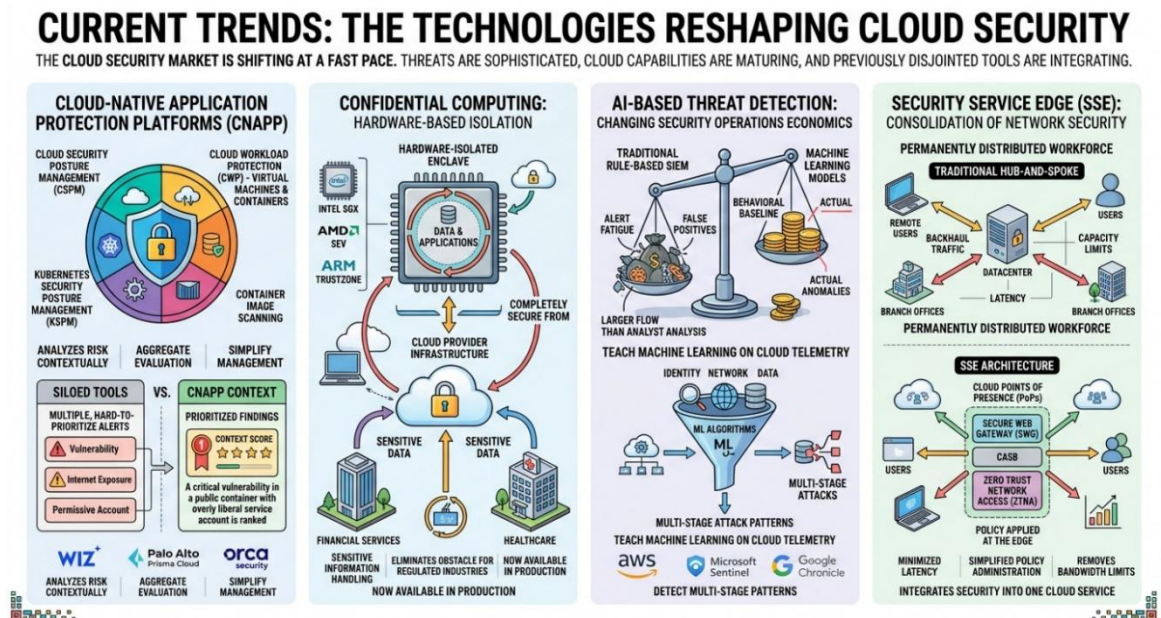 CURRENT TRENDS: THE TECHNOLOGIES RESHAPING CLOUD SECURITY
THE CLOUD SECURITY MARKET IS SHIFTING AT A FAST PACE. THREATS ARE SOPHISTICATED, CLOUD CAPABILITIES ARE MATURING, AND PREVIOUSLY DISJOINTED TOOLS ARE INTEGRATING.
CLOUD-NATIVE APPLICATION
PROTECTION PLATFORMS (CNAPP)
CLOUD SECURITY
POSTURE
MANAGEMENT
(CSPM)
CLOUD WORKLOAD
PROTECTION
(CWP) - VIRTUAL
MACHINES &
CONTAINERS
KUBERNETES
SECURITY
POSTURE
MANAGEMENT
(KSPM)
CONTAINER
IMAGE
SCANNING
ANALYZES RISK
CONTEXTUALLY
AGGREGATE
EVALUATION
SIMPLIFY
MANAGEMENT
SILOED TOOLS
VS.
CNAPP CONTEXT
MULTIPLE, HARD-TO-
PRIORITIZE ALERTS
Vulnerability
Internet Exposure
Permissive Account
PRIORITIZED FINDINGS
1
CONTEXT SCORE
A critical vulnerability in
a public container with
overly liberal service
account is ranked
WIZ
Palo Alto
Prisma Cloud
orca
security
ANALYZES RISK
CONTEXTUALLY
AGGREGATE
EVALUATION
SIMPLIFY
MANAGEMENT
CONFIDENTIAL COMPUTING:
HARDWARE-BASED ISOLATION
HARDWARE-ISOLATED
ENCLAVE
intel
INTEL SGX
AMD
SEV
ARM
TRUSTZONE
DATA &
APPLICATIONS
COMPLETELY
SECURE FROM
CLOUD PROVIDER
INFRASTRUCTURE
SENSITIVE
DATA
SENSITIVE
DATA
FINANCIAL SERVICES
HEALTHCARE
SENSITIVE
INFORMATION
HANDLING
ELIMINATES OBSTACLE FOR
REGULATED INDUSTRIES
NOW AVAILABLE
IN PRODUCTION
NOW AVAILABLE IN PRODUCTION
AI-BASED THREAT DETECTION:
CHANGING SECURITY OPERATIONS ECONOMICS
TRADITIONAL
RULE-BASED SIEM
MACHINE
LEARNING
MODELS
BEHAVIORAL
BASELINE
ACTUAL
ALERT
FATIGUE
FALSE
POSITIVES
ACTUAL
ANOMALIES
LARGER FLOW
THAN ANALYST ANALYSIS
TEACH MACHINE LEARNING ON CLOUD TELEMETRY
IDENTITY NETWORK DATA
ML ALGORITHMS
ML
MULTI-STAGE
ATTACKS
MULTI-STAGE ATTACK PATTERNS
TEACH MACHINE LEARNING ON CLOUD TELEMETRY
aws
Microsoft
Sentinel
Google
Chronicle
DETECT MULTI-STAGE PATTERNS
SECURITY SERVICE EDGE (SSE):
CONSOLIDATION OF NETWORK SECURITY
PERMANENTLY DISTRIBUTED WORKFORCE
TRADITIONAL HUB-AND-SPOKE
REMOTE
USERS
USERS
BACKHAUL
TRAFFIC
CAPACITY
LIMITS
DATACENTER
LATENCY
BRANCH OFFICES
BRANCH OFFICES
PERMANENTLY DISTRIBUTED WORKFORCE
SSE ARCHITECTURE
CLOUD POINTS OF
PRESENCE (PoPs)
SECURE WEB
GATEWAY (SWG)
CASB
ZERO TRUST
NETWORK
ACCESS (ZTNA)
USERS
USERS
POLICY APPLIED
AT THE EDGE
MINIMIZED
LATENCY
SIMPLIFIED POLICY
ADMINISTRATION
REMOVES
BANDWIDTH LIMITS
INTEGRATES SECURITY INTO ONE CLOUD SERVICE